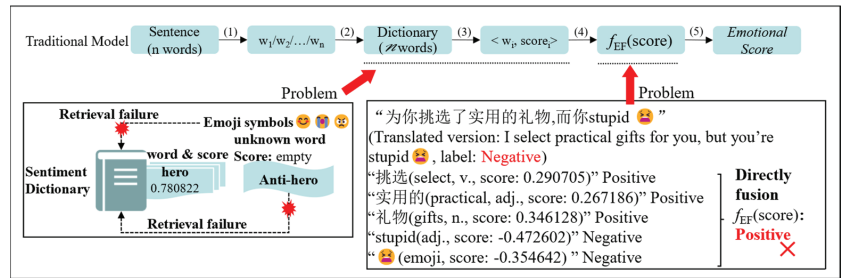 Traditional Model
Sentence
(n words)
(1)
w1/w2/…/wn
(2)
Dictionary
(𝓃 words)
(3)
< wi, scorei>
(4)
fEF(score)
(5)
Emotional
Score
Problem
Problem
Retrieval failure
Emoji symbols 😊 😭 😠
unknown word
Score: empty
Sentiment
Dictionary
word & score
hero
0.780822
Anti-hero
Retrieval failure
“为你挑选了实用的礼物,而你stupid 😫 ”
(Translated version: I select practical gifts for you, but you're
stupid 😫 , label: Negative)
“挑选(select, v., score: 0.290705)” Positive
“实用的(practical, adj., score: 0.267186)” Positive
“礼物(gifts, n., score: 0.346128)” Positive
“stupid(adj., score: -0.472602)” Negative
“😫 (emoji, score: -0.354642) ” Negative
Directly
fusion
fEF(score):
Positive